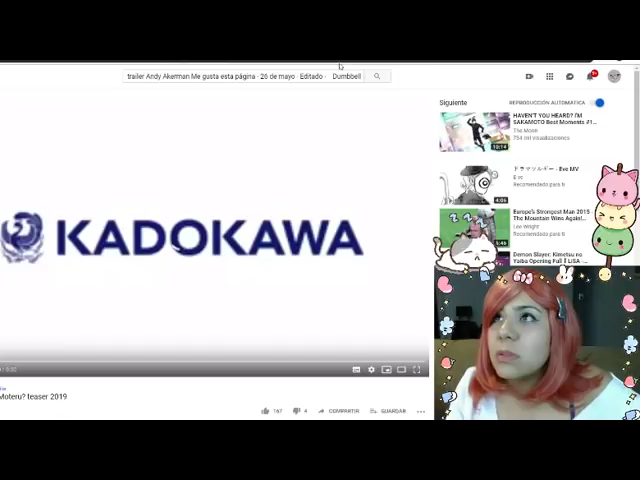 trailer Andy Akerman Me gusta esta página · 26 de mayo · Editado · Dumbbell
Siguiente
REPRODUCCIÓN AUTOMÁTICA
HAVEN'T YOU HEARD? I'M
SAKAMOTO Best Moments #1...
The Moon
754 mil visualizaciones
10:14
KADOKAWA
ドラマツルギー - Eve MV
E ve
Recomendado para ti
4:06
Europe's Strongest Man 2015 -
The Mountain Wins Again!...
Lee Wright
Recomendado para ti
5:46
Demon Slayer: Kimetsu no
Yaiba Opening Full
LiSA -
Moteru? teaser 2019
167
4
COMPARTIR
GUARDAR